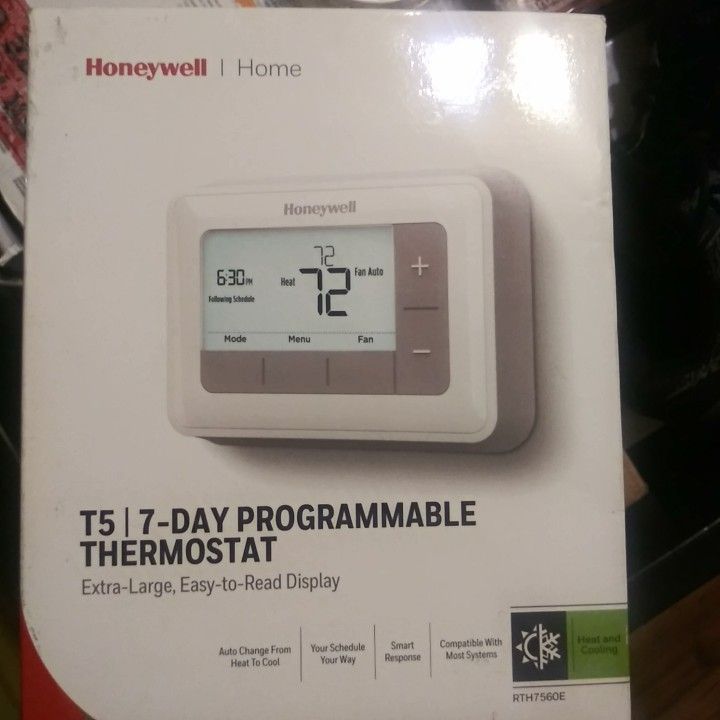 Honeywell | Home
Honeywell
72
6:30 PM Heat 72 Fan Auto
Following Schedule
Mode Menu Fan
+
−
T5 | 7-DAY PROGRAMMABLE
THERMOSTAT
Extra-Large, Easy-to-Read Display
Auto Change From
Heat To Cool
Your Schedule
Your Way
Smart
Response
Compatible With
Most Systems
Heat and
Cooling
RTH7560E